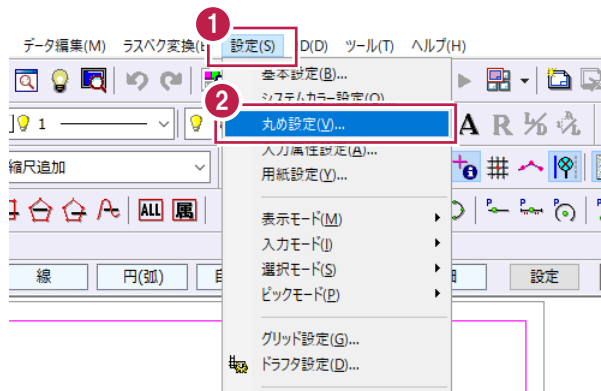 1
データ編集(M) ラスベク変換( 設定(S) D(D) ツール(T) ヘルプ(H)
基本設定(B)...
システムカラー設定(O)...
2
1
丸め設定(V)...
A R
入力属性設定(A)...
縮尺追加
用紙設定(Y)...
ALL 属
表示モード(M)
入力モード(I)
線 円(弧) 選択モード(S) 設定
ピックモード(P)
グリッド設定(G)...
ドラフタ設定(D)...